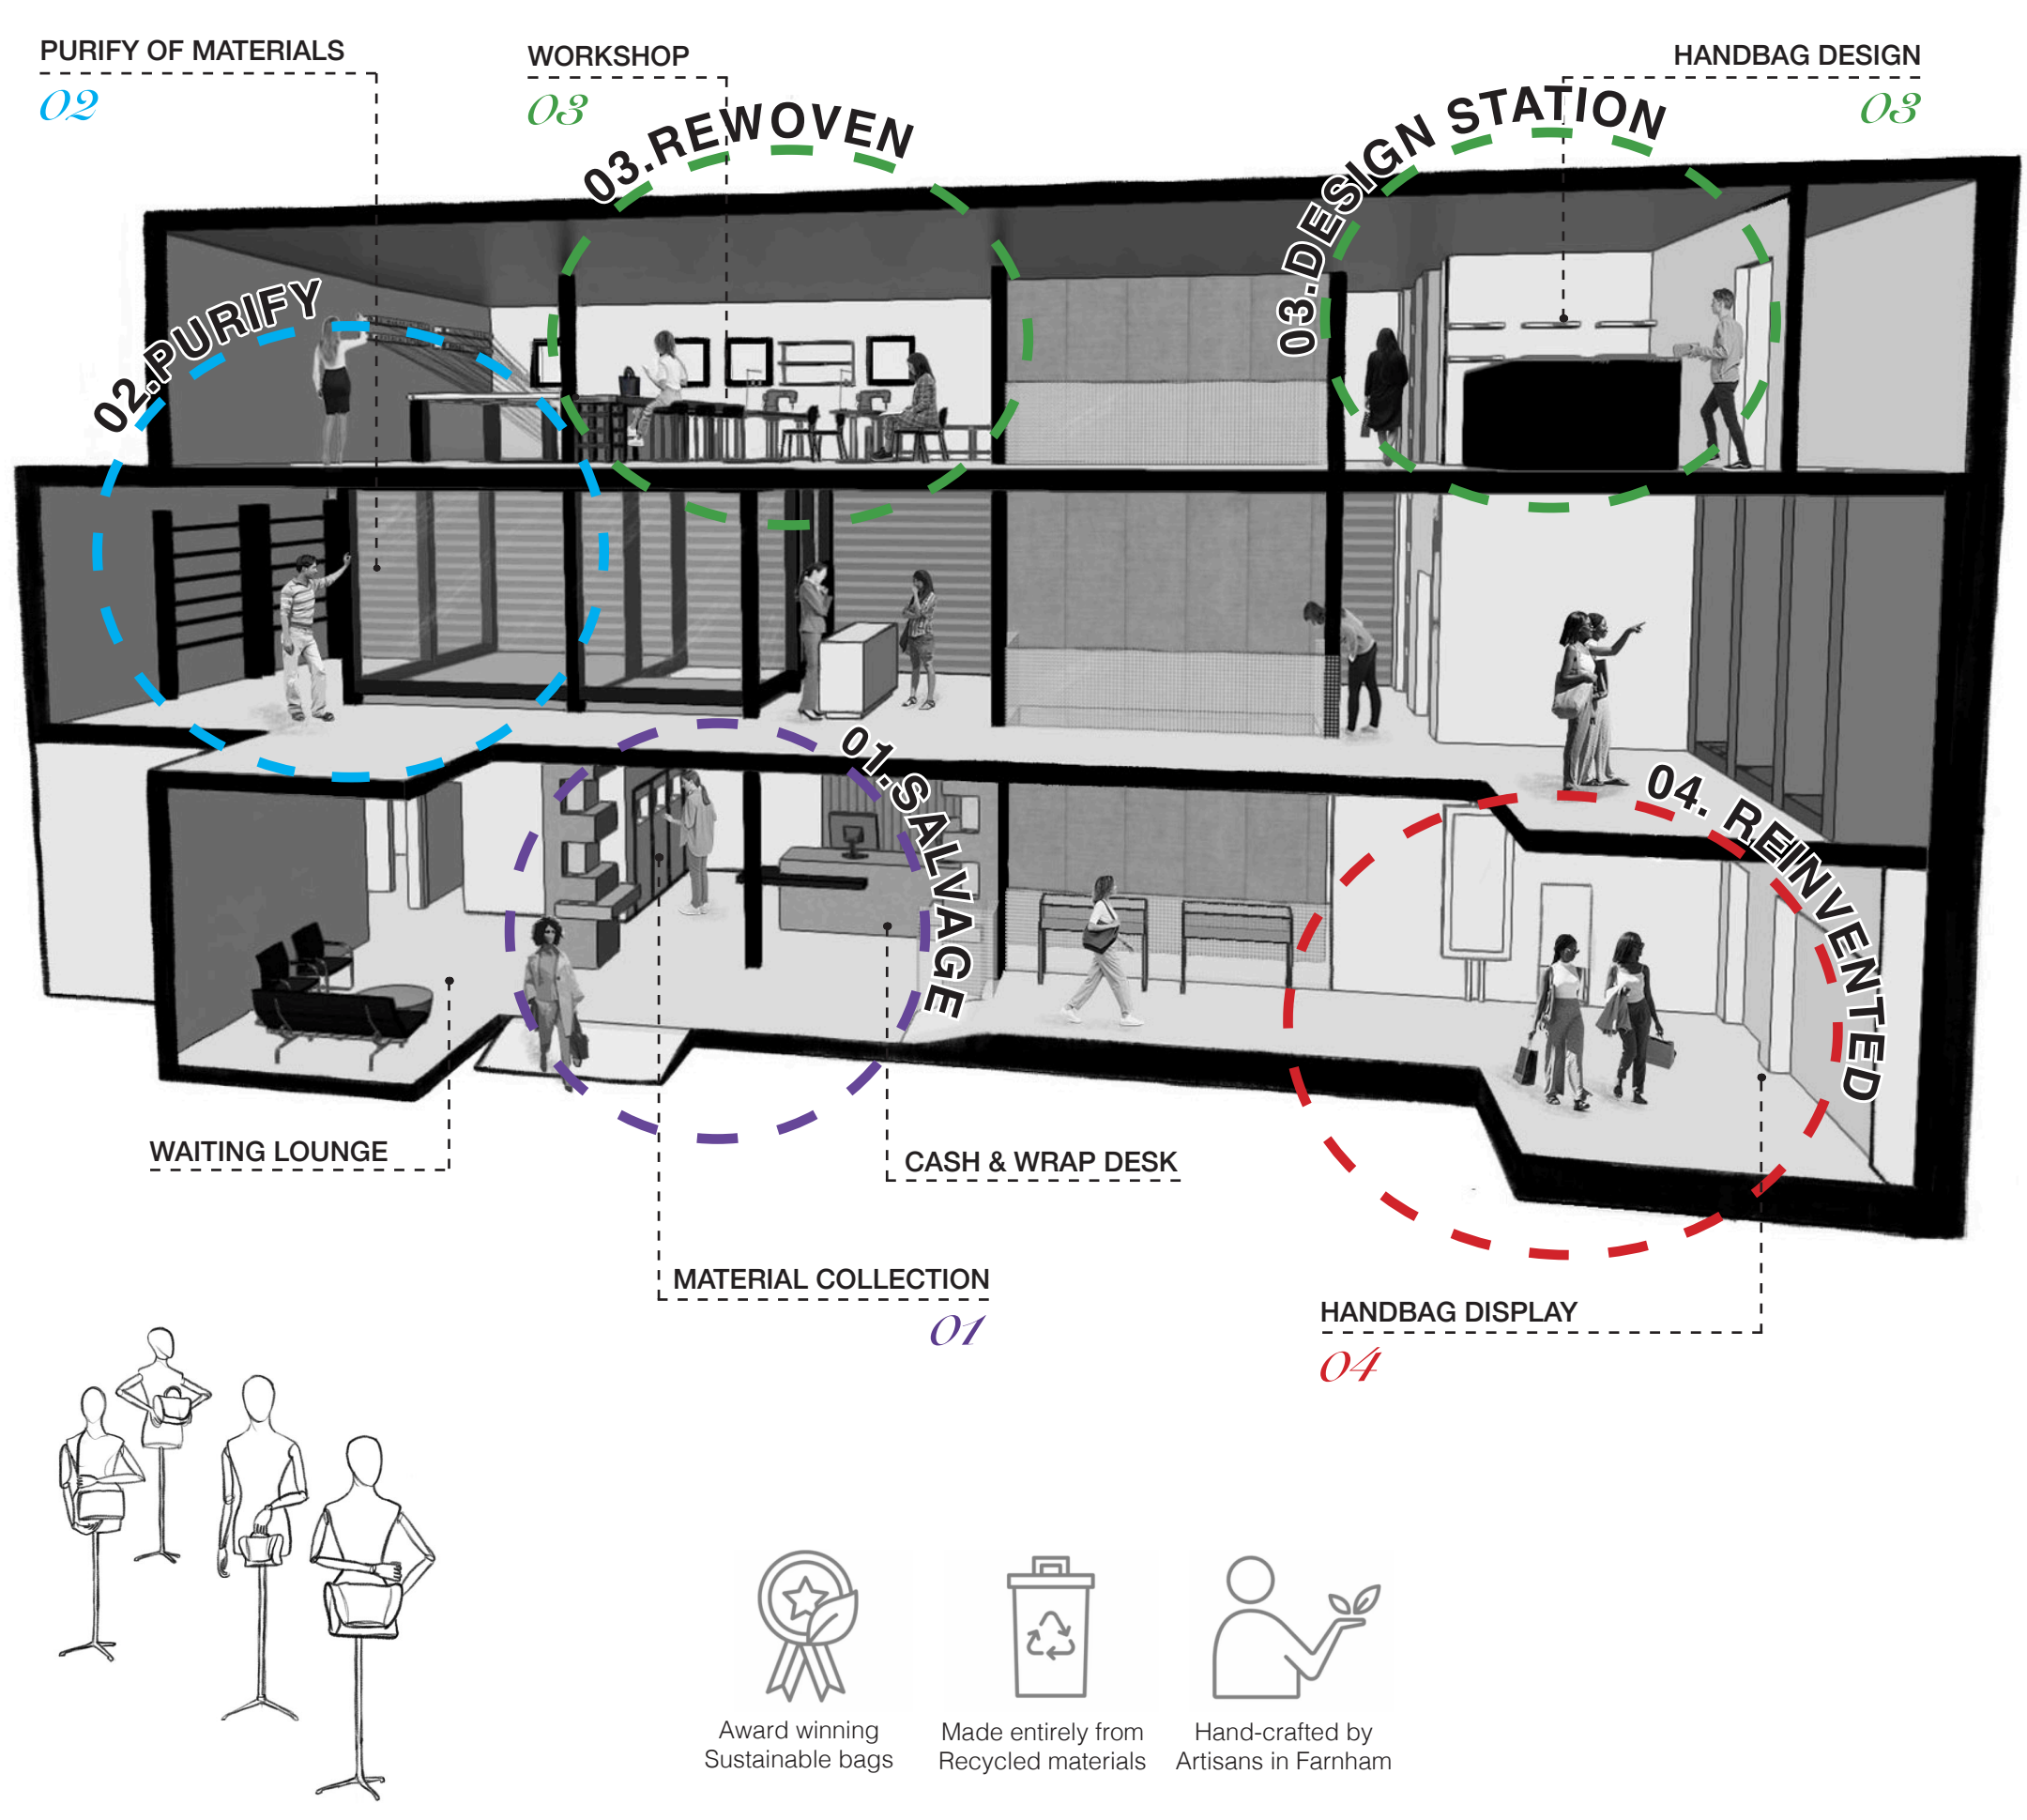 PURIFY OF MATERIALS
02
WORKSHOP
03
HANDBAG DESIGN
03
03.REWOVEN
03.DESIGN STATION
02.PURIFY
01.SALVAGE
04. REINVENTED
WAITING LOUNGE
CASH & WRAP DESK
MATERIAL COLLECTION
01
HANDBAG DISPLAY
04
Award winning
Sustainable bags
Made entirely from
Recycled materials
Hand-crafted by
Artisans in Farnham